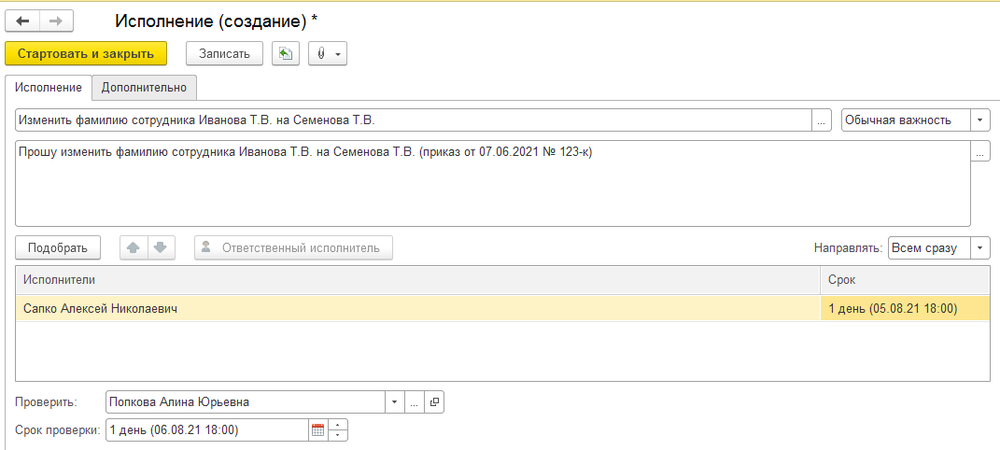 Исполнение (создание) *
Стартовать и закрыть Записать
Исполнение Дополнительно
Изменить фамилию сотрудника Иванова Т.В. на Семенова Т.В. ... Обычная важность
Прошу изменить фамилию сотрудника Иванова Т.В. на Семенова Т.В. (приказ от 07.06.2021 № 123-к) ...
Подобрать Ответственный исполнитель Направлять: Всем сразу
Исполнители Срок
Сапко Алексей Николаевич 1 день (05.08.21 18:00)
Проверить: Попкова Алина Юрьевна ...
Срок проверки: 1 день (06.08.21 18:00)